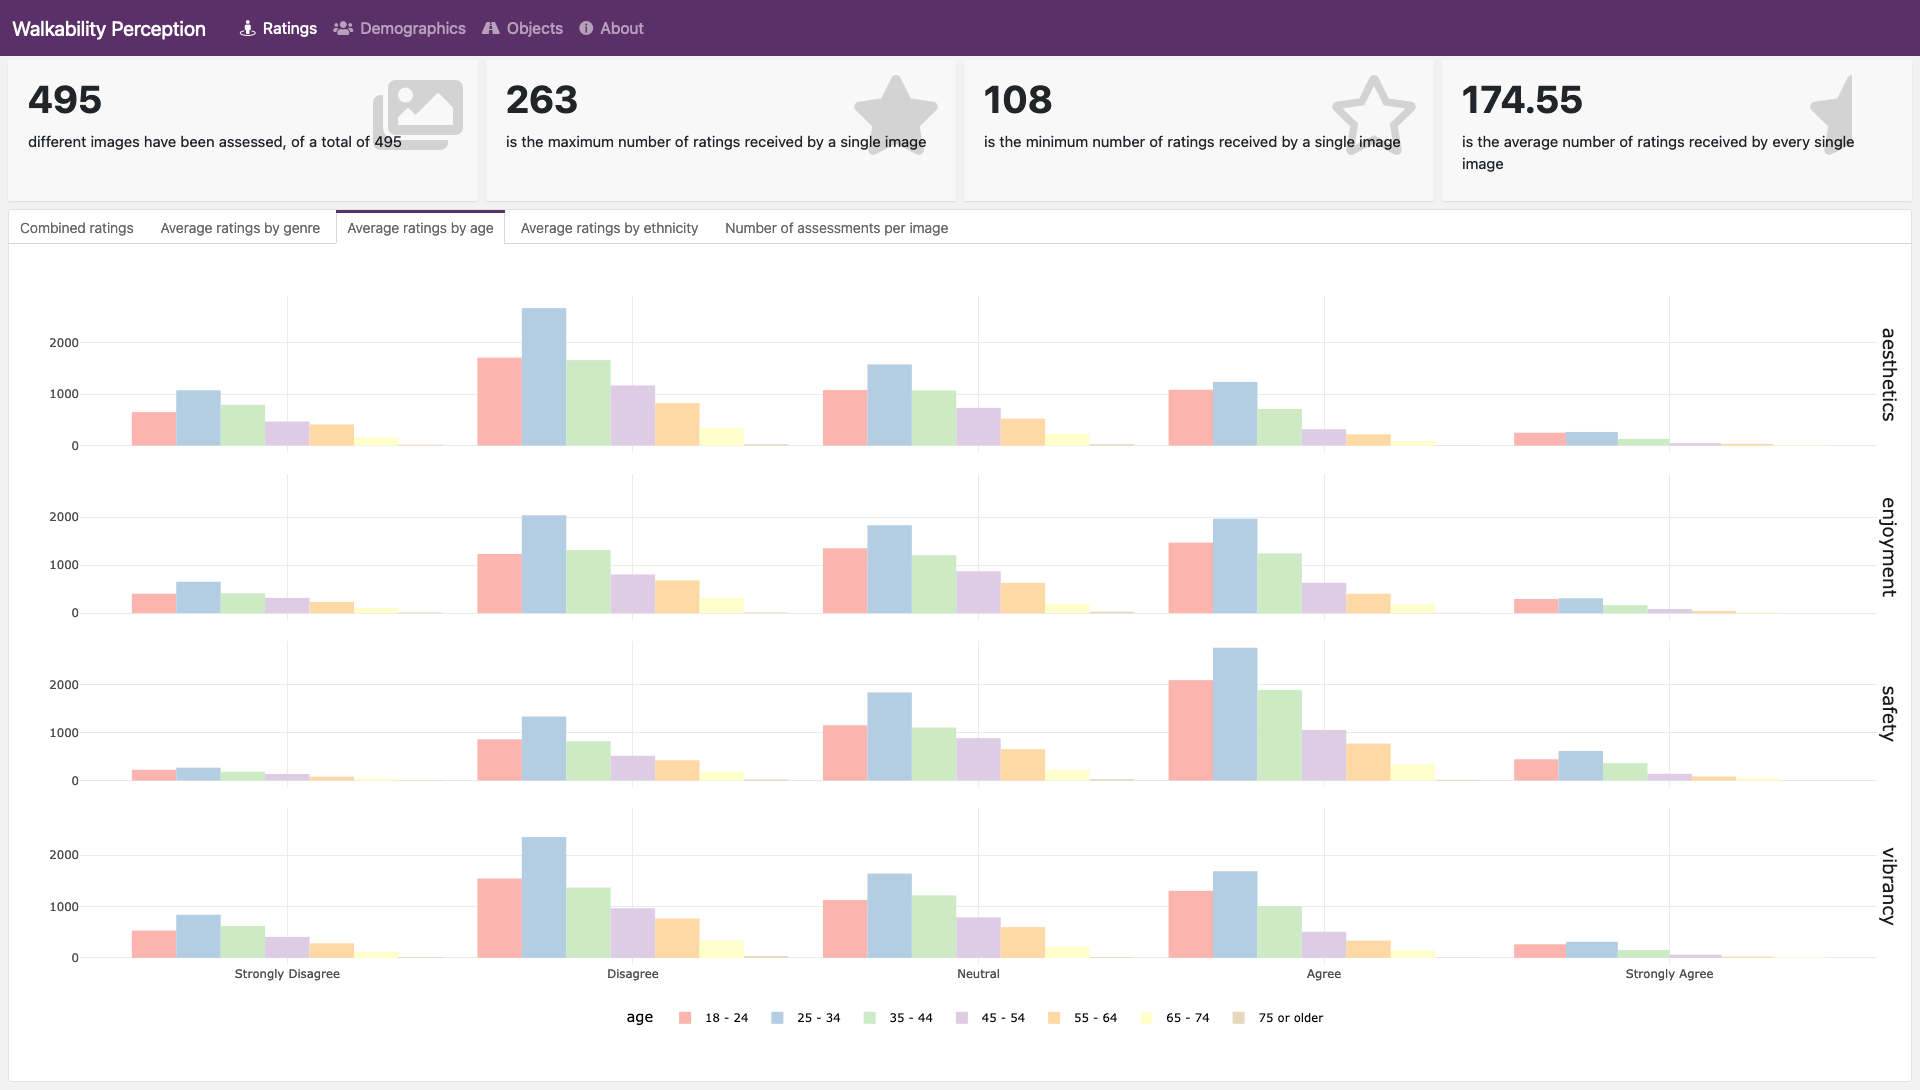 Walkability Perception Ratings Demographics Objects About
495
different images have been assessed, of a total of 495
263
is the maximum number of ratings received by a single image
108
is the minimum number of ratings received by a single image
174.55
is the average number of ratings received by every single
image
Combined ratings Average ratings by genre Average ratings by age Average ratings by ethnicity Number of assessments per image
2000
1000
0
aesthetics
2000
1000
0
enjoyment
2000
1000
0
safety
2000
1000
0
vibrancy
Strongly Disagree Disagree Neutral Agree Strongly Agree
age 18 - 24 25 - 34 35 - 44 45 - 54 55 - 64 65 - 74 75 or older